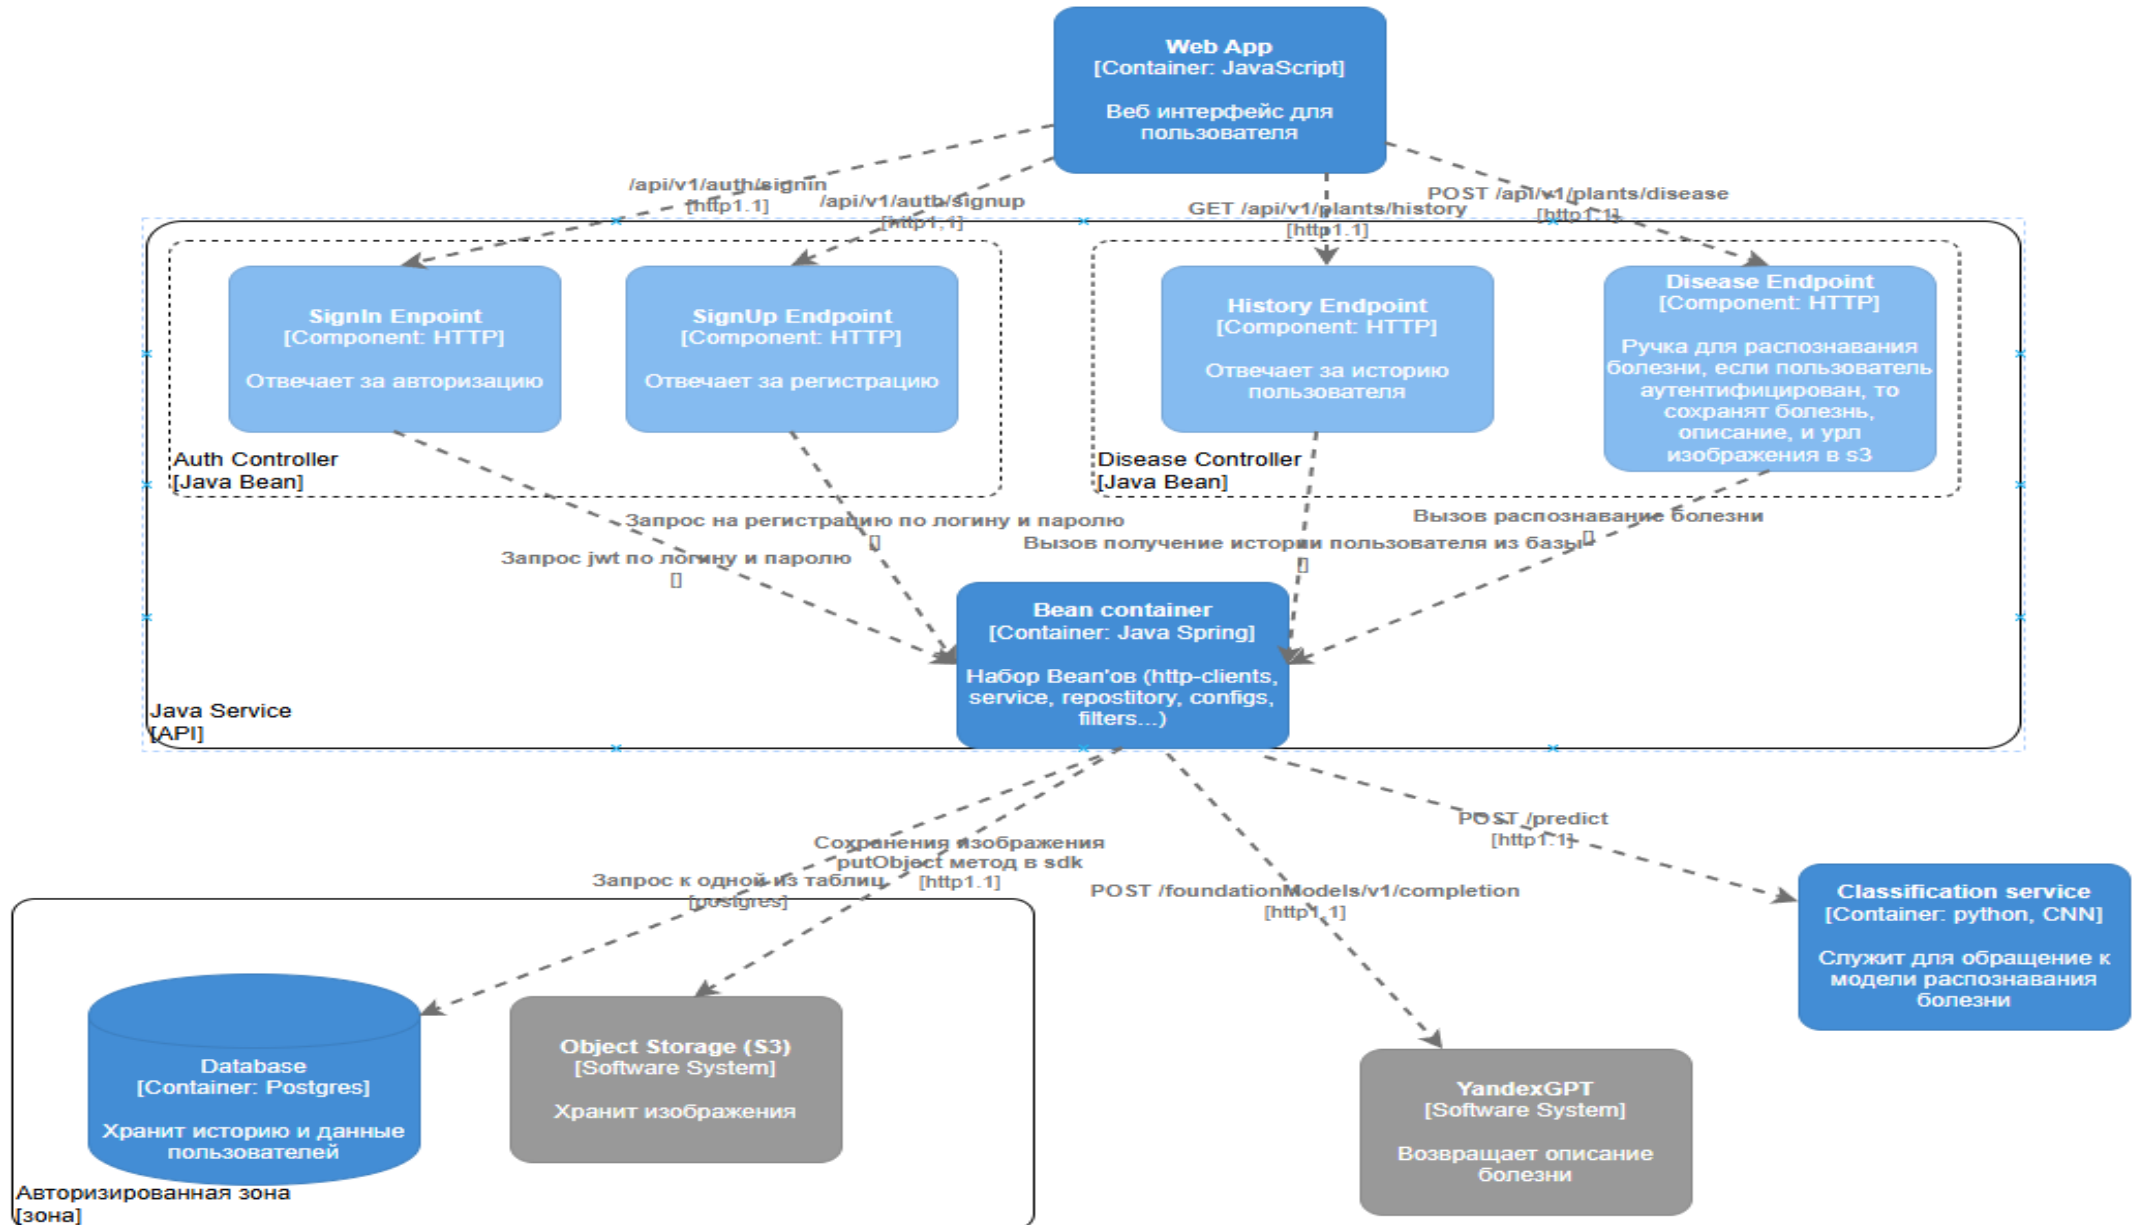 Web App
[Container: JavaScript]
Веб интерфейс для
пользователя
/api/v1/auth/signin
[http1.1]
/api/v1/auth/signup
[http1,1]
GET /api/v1/plants/history
[http1.1]
POST /api/v1/plants/disease
[http1.1]
SignIn Enpoint
[Component: HTTP]
Отвечает за авторизацию
SignUp Endpoint
[Component: HTTP]
Отвечает за регистрацию
Auth Controller
[Java Bean]
History Endpoint
[Component: HTTP]
Отвечает за историю
пользователя
Disease Endpoint
[Component: HTTP]
Ручка для распознавания
болезни, если пользователь
аутентифицирован, то
сохранят болезнь,
описание, и урл
изображения в s3
Disease Controller
[Java Bean]
Запрос на регистрацию по логину и паролю
[]
Запрос jwt по логину и паролю
[]
Вызов получение истории пользователя из базы
[]
Вызов распознавание болезни
[]
Bean container
[Container: Java Spring]
Набор Bean'ов (http-clients,
service, repostitory, configs,
filters...)
Java Service
[API]
Запрос к одной из таблиц
[postgres]
Сохранения изображения
putObject метод в sdk
[http1.1]
POST /foundationModels/v1/completion
[http1.1]
POST /predict
[http1.1]
Classification service
[Container: python, CNN]
Служит для обращение к
модели распознавания
болезни
Database
[Container: Postgres]
Хранит историю и данные
пользователей
Object Storage (S3)
[Software System]
Хранит изображения
YandexGPT
[Software System]
Возвращает описание
болезни
Авторизированная зона
[зона]